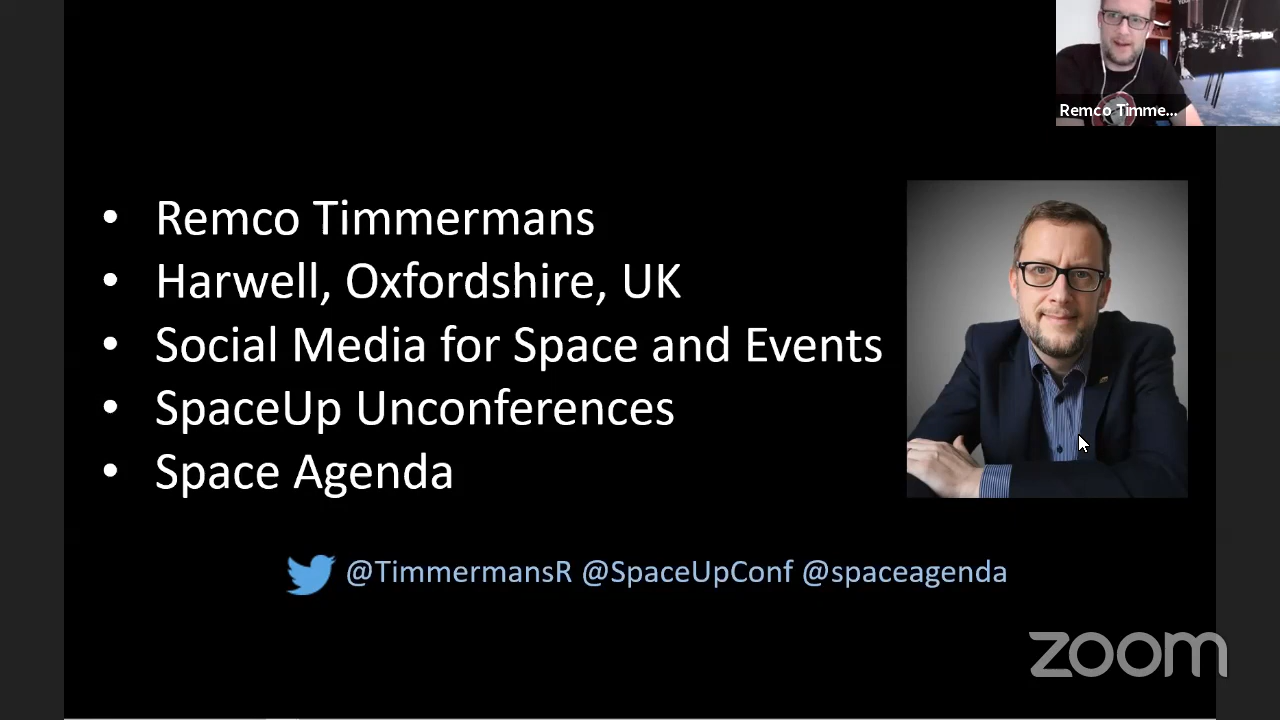 Remco Timme...
• Remco Timmermans
• Harwell, Oxfordshire, UK
• Social Media for Space and Events
• SpaceUp Unconferences
• Space Agenda
@TimmermansR @SpaceUpConf @spaceagenda
zoom